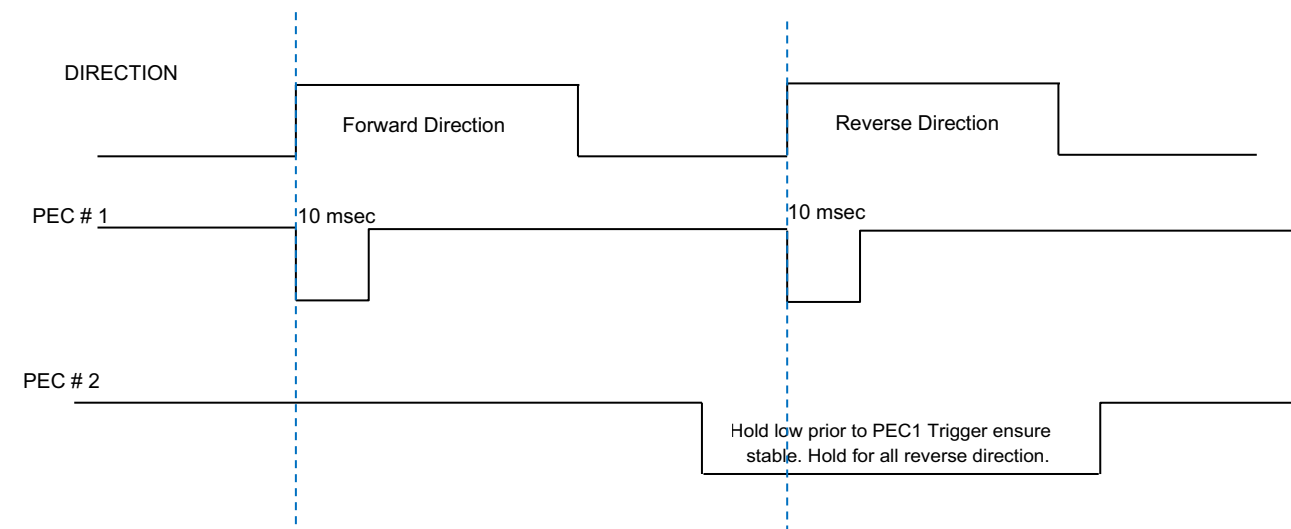 DIRECTION
Forward Direction
Reverse Direction
PEC # 1
10 msec
10 msec
PEC # 2
Hold low prior to PEC1 Trigger ensure
stable. Hold for all reverse direction.